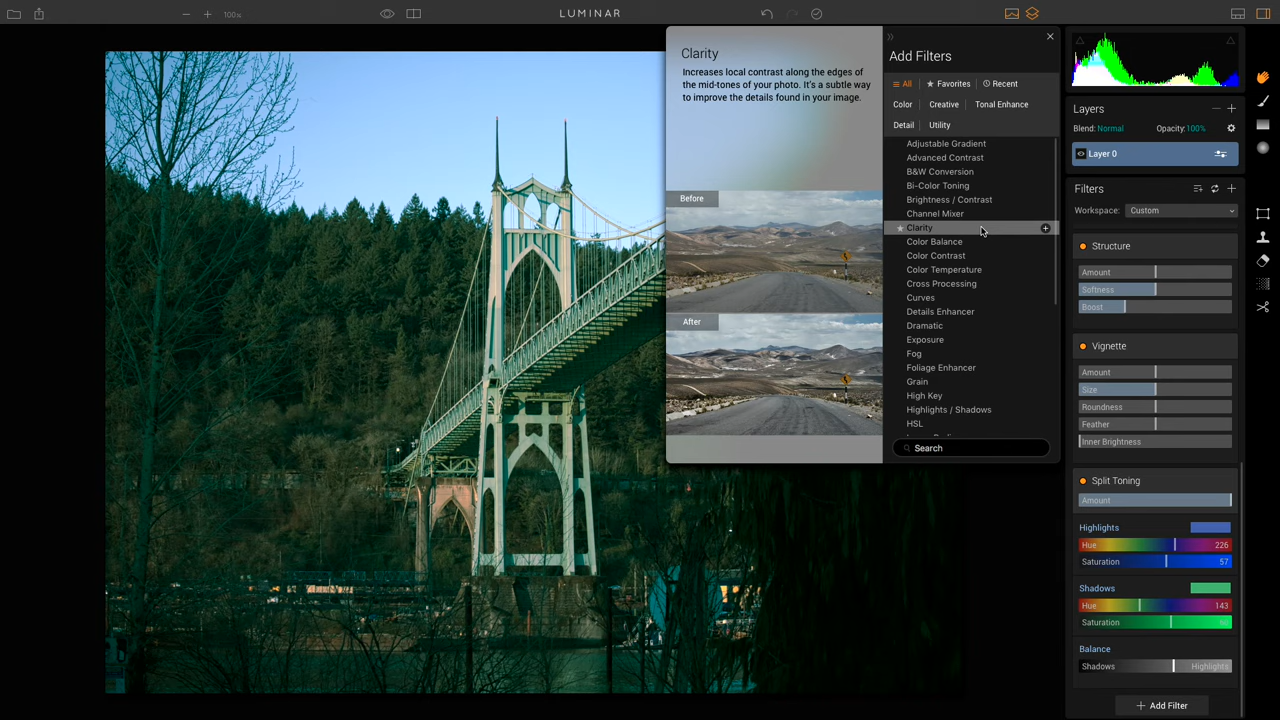 100%
LUMINAR
Clarity
Increases local contrast along the edges of
the mid-tones of your photo. It's a subtle way
to improve the details found in your image.
Before
After
Add Filters
All
Favorites
Recent
Color
Creative
Tonal Enhance
Detail
Utility
Adjustable Gradient
Advanced Contrast
B&W Conversion
Bi-Color Toning
Brightness / Contrast
Channel Mixer
Clarity
Color Balance
Color Contrast
Color Temperature
Cross Processing
Curves
Details Enhancer
Dramatic
Exposure
Fog
Foliage Enhancer
Grain
High Key
Highlights / Shadows
HSL
Search
Layers
Blend: Normal
Opacity: 100%
Layer 0
Filters
Workspace: Custom
Structure
Amount
Softness
Boost
Vignette
Amount
Size
Roundness
Feather
Inner Brightness
Split Toning
Amount
Highlights
Hue 226
Saturation 57
Shadows
Hue 143
Saturation
Balance
Shadows Highlights
Add Filter